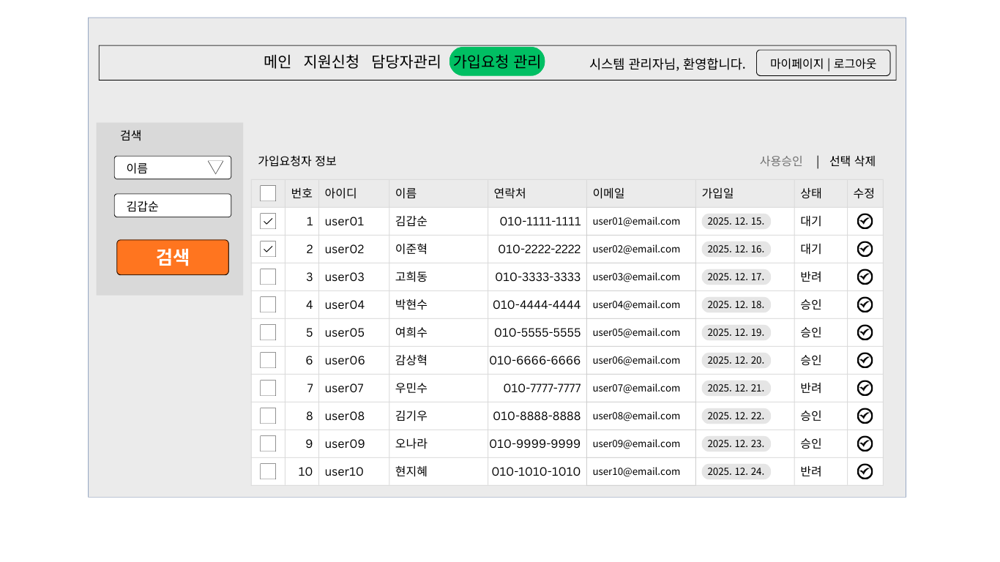 메인 지원신청 담당자관리 가입요청 관리 시스템 관리자님, 환영합니다. 마이페이지 | 로그아웃
검색
이름
김갑순
검색
가입요청자 정보 사용승인 | 선택 삭제
번호 아이디 이름 연락처 이메일 가입일 상태 수정
1 user01 김갑순 010-1111-1111 user01@email.com 2025. 12. 15. 대기
2 user02 이준혁 010-2222-2222 user02@email.com 2025. 12. 16. 대기
3 user03 고희동 010-3333-3333 user03@email.com 2025. 12. 17. 반려
4 user04 박현수 010-4444-4444 user04@email.com 2025. 12. 18. 승인
5 user05 여희수 010-5555-5555 user05@email.com 2025. 12. 19. 승인
6 user06 감상혁 010-6666-6666 user06@email.com 2025. 12. 20. 승인
7 user07 우민수 010-7777-7777 user07@email.com 2025. 12. 21. 반려
8 user08 김기우 010-8888-8888 user08@email.com 2025. 12. 22. 승인
9 user09 오나라 010-9999-9999 user09@email.com 2025. 12. 23. 승인
10 user10 현지혜 010-1010-1010 user10@email.com 2025. 12. 24. 반려